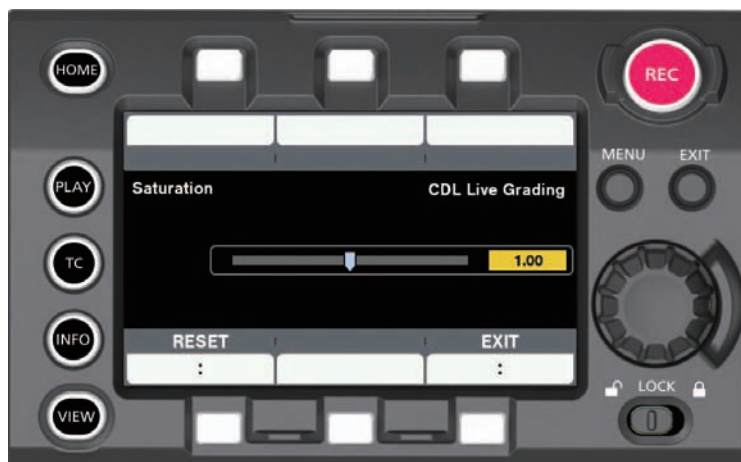 HOME
REC
MENU EXIT
PLAY
Saturation CDL Live Grading
TC
1.00
INFO
RESET EXIT
: :
LOCK
VIEW